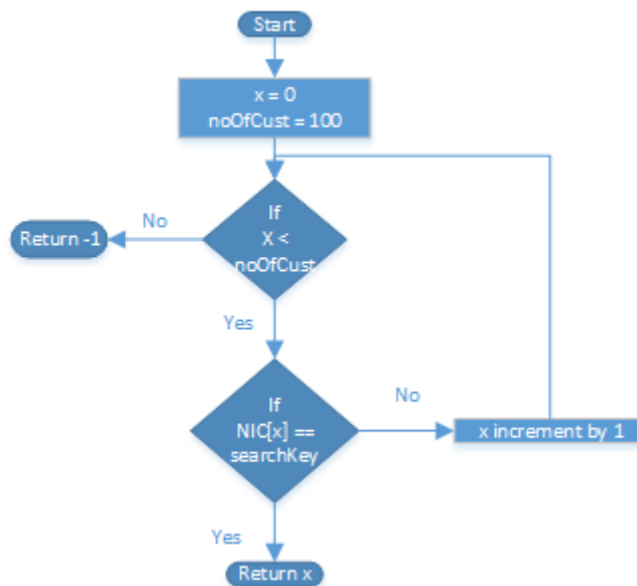 Start
x = 0
noOfCust = 100
If
X <
noOfCust
No
Return -1
Yes
If
NIC[x] ==
searchKey
No
x increment by 1
Yes
Return x